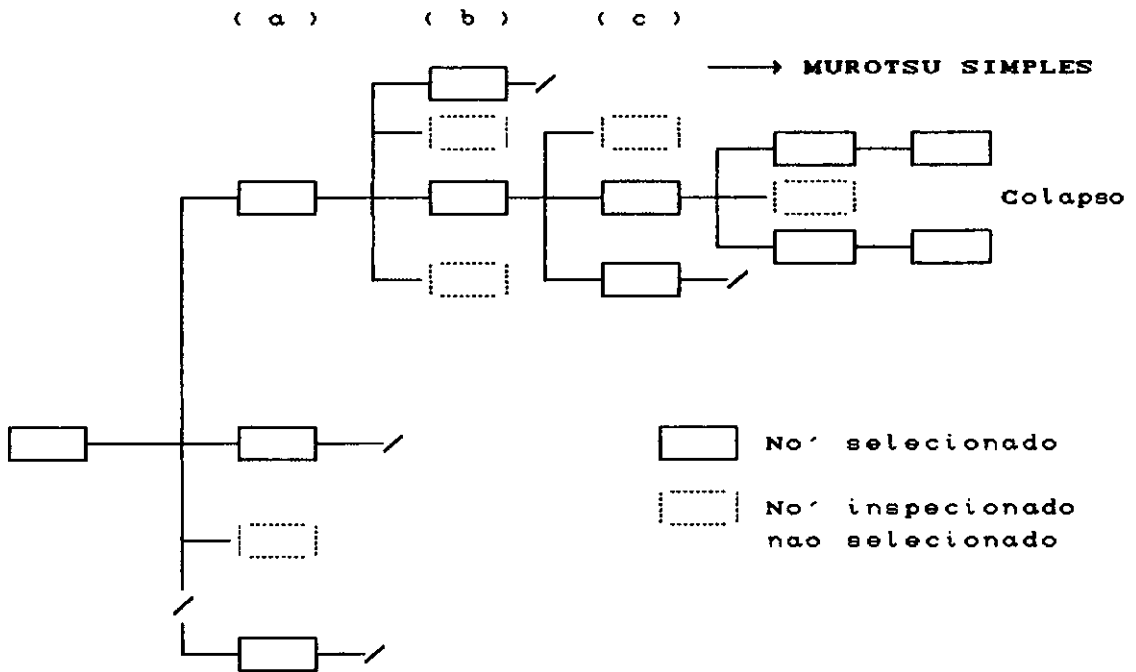 ( a ) ( b ) ( c )
MUROTSU SIMPLES
Colapso
No´ selecionado
No´ inspecionado
nao selecionado